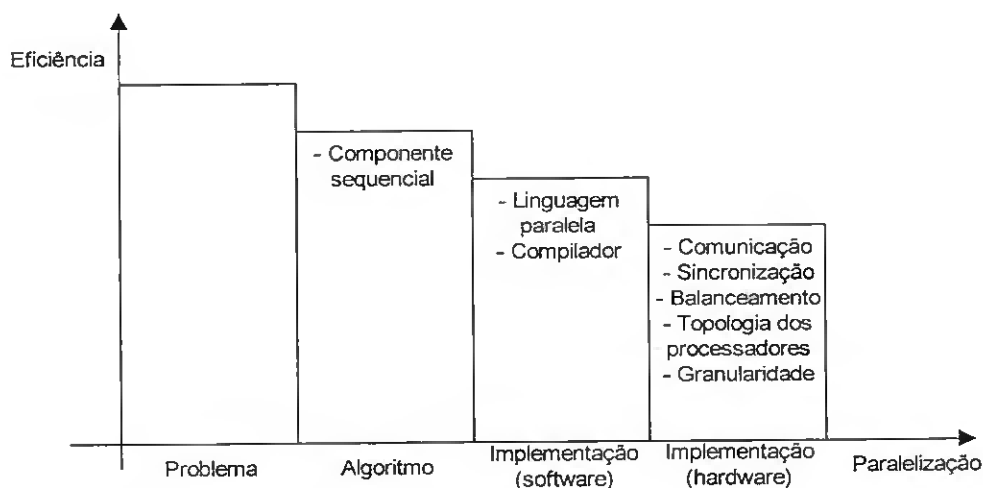 Eficiência
- Componente
sequencial
- Linguagem
paralela
- Compilador
- Comunicação
- Sincronização
- Balanceamento
- Topologia dos
processadores
- Granularidade
Problema
Algoritmo
Implementação
(software)
Implementação
(hardware)
Paralelização